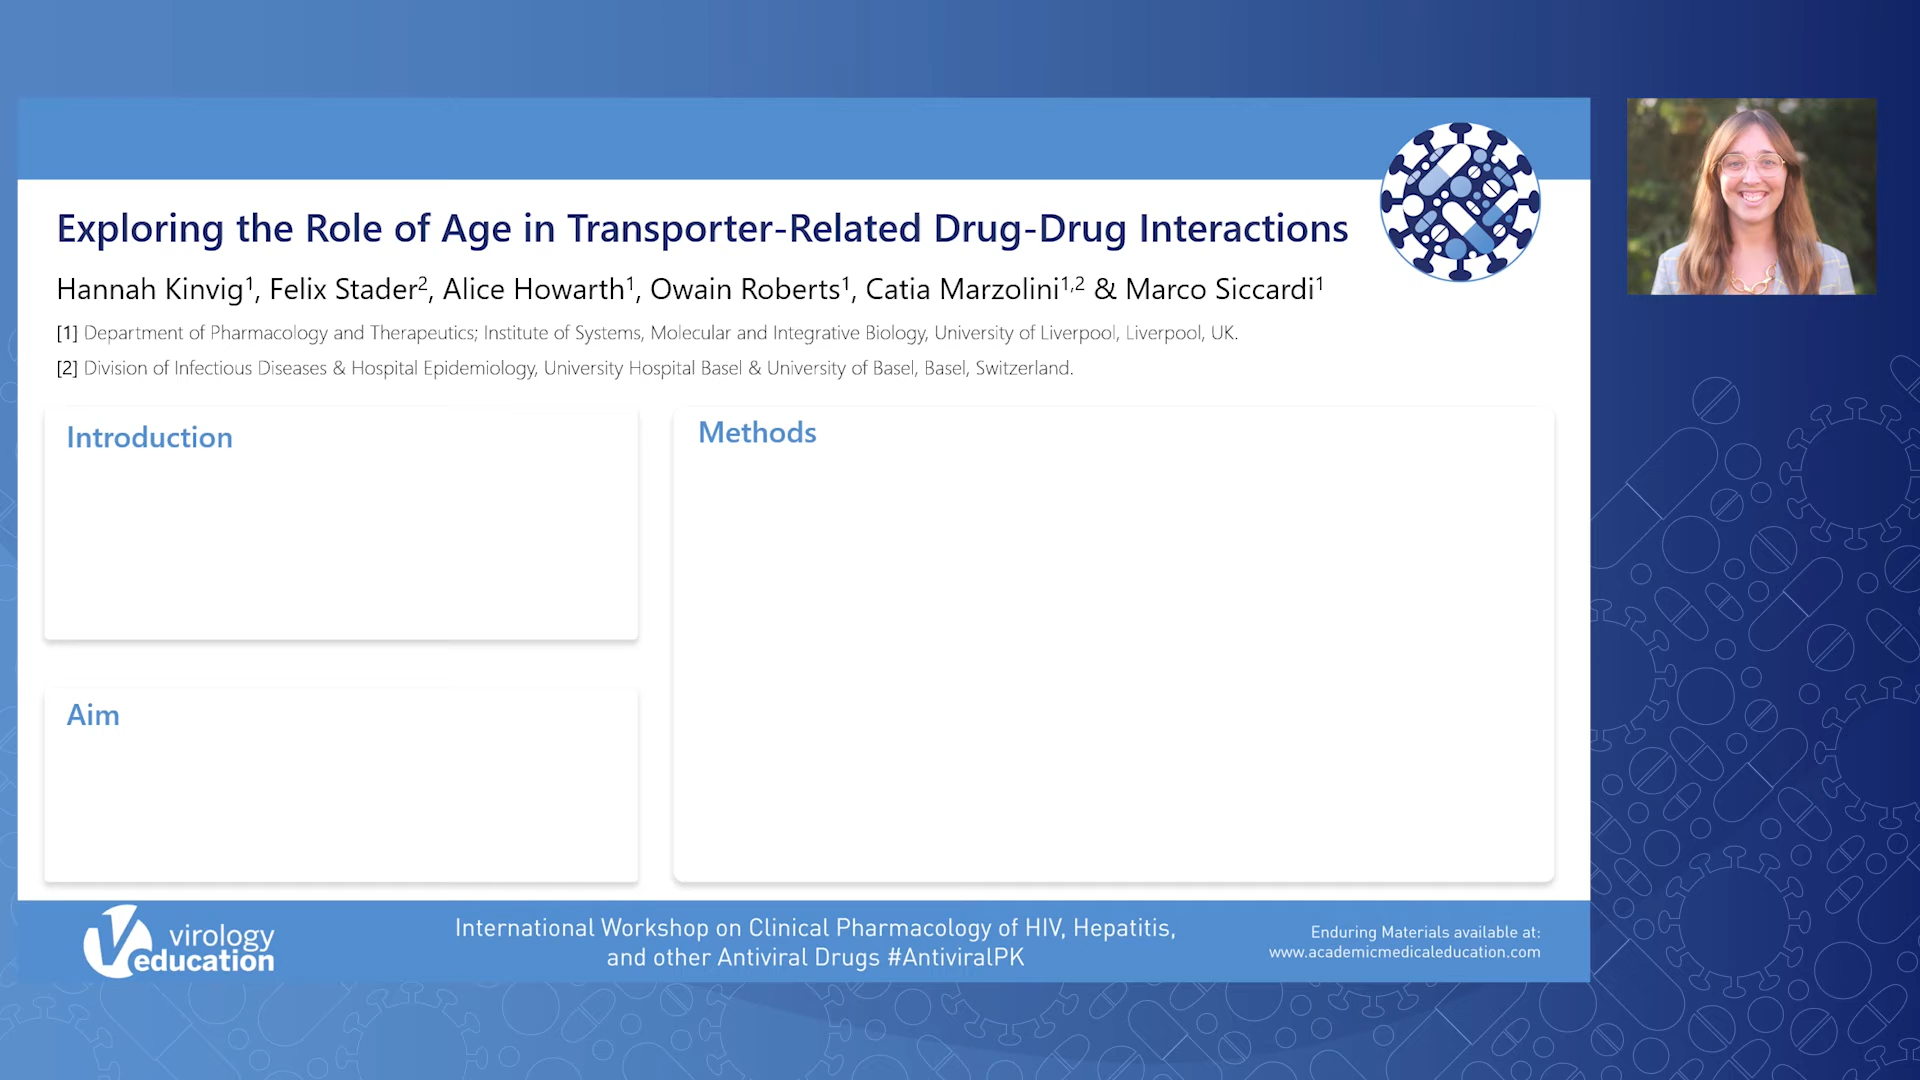 Exploring the Role of Age in Transporter-Related Drug-Drug Interactions
Hannah Kinvig¹, Felix Stader², Alice Howarth¹, Owain Roberts¹, Catia Marzolini¹,² & Marco Siccardi¹
[1] Department of Pharmacology and Therapeutics; Institute of Systems, Molecular and Integrative Biology, University of Liverpool, Liverpool, UK.
[2] Division of Infectious Diseases & Hospital Epidemiology, University Hospital Basel & University of Basel, Basel, Switzerland.
Introduction
Aim
Methods
virology
education
International Workshop on Clinical Pharmacology of HIV, Hepatitis,
and other Antiviral Drugs #AntiviralPK
Enduring Materials available at:
www.academicmedicaleducation.com